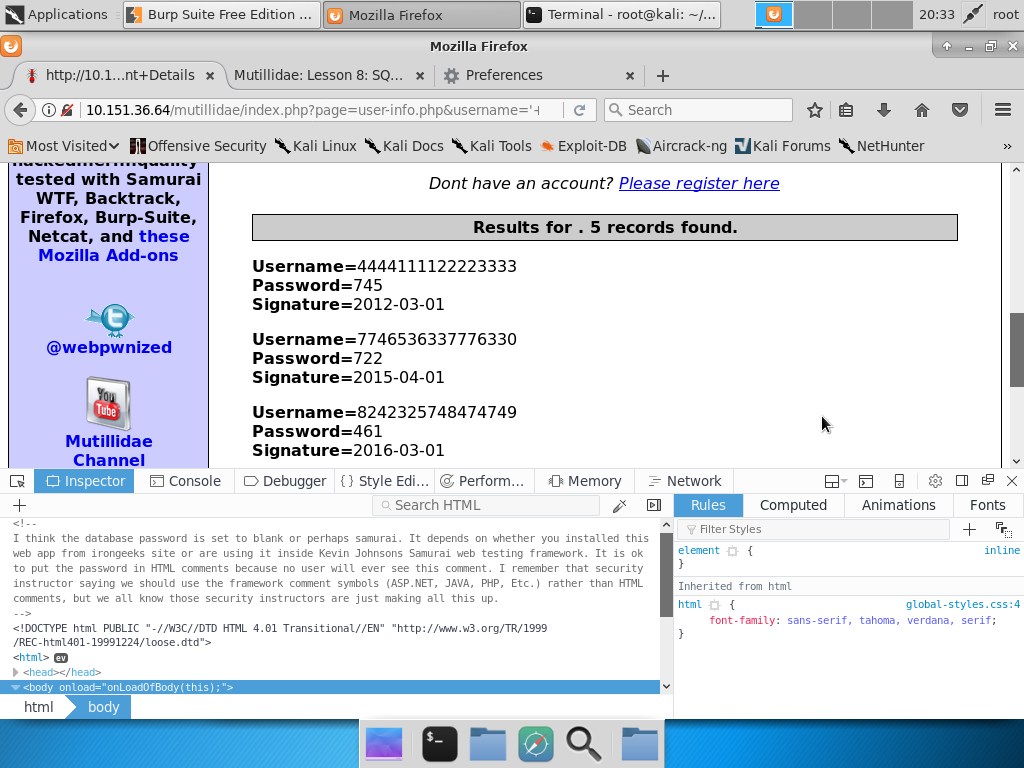 Applications
Burp Suite Free Edition ...
Mozilla Firefox
Terminal - root@kali: ~/...
20:33
root
Mozilla Firefox
http://10.1...nt+Details
Mutillidae: Lesson 8: SQ...
Preferences
10.151.36.64/mutillidae/index.php?page=user-info.php&username='+
Search
Most Visited
Offensive Security
Kali Linux
Kali Docs
Kali Tools
Exploit-DB
Aircrack-ng
Kali Forums
NetHunter
»
tested with Samurai
WTF, Backtrack,
Firefox, Burp-Suite,
Netcat, and these
Mozilla Add-ons
@webpwnized
You
Tube
Mutillidae
Channel
Dont have an account? Please register here
Results for . 5 records found.
Username=4444111122223333
Password=745
Signature=2012-03-01
Username=7746536337776330
Password=722
Signature=2015-04-01
Username=8242325748474749
Password=461
Signature=2016-03-01
Inspector
Console
Debugger
Style Edi...
Perform...
Memory
Network
Search HTML
<!--
I think the database password is set to blank or perhaps samurai. It depends on whether you installed this
web app from irongeeks site or are using it inside Kevin Johnsons Samurai web testing framework. It is ok
to put the password in HTML comments because no user will ever see this comment. I remember that security
instructor saying we should use the framework comment symbols (ASP.NET, JAVA, PHP, Etc.) rather than HTML
comments, but we all know those security instructors are just making all this up.
-->
<!DOCTYPE html PUBLIC "-//W3C//DTD HTML 4.01 Transitional//EN" "http://www.w3.org/TR/1999
/REC-html401-19991224/loose.dtd">
<html> ev
<head></head>
<body onload="onLoadOfBody(this);">
html
body
Rules
Computed
Animations
Fonts
Filter Styles
element { inline
}
Inherited from html
html { global-styles.css:4
font-family: sans-serif, tahoma, verdana, serif;
}
$_